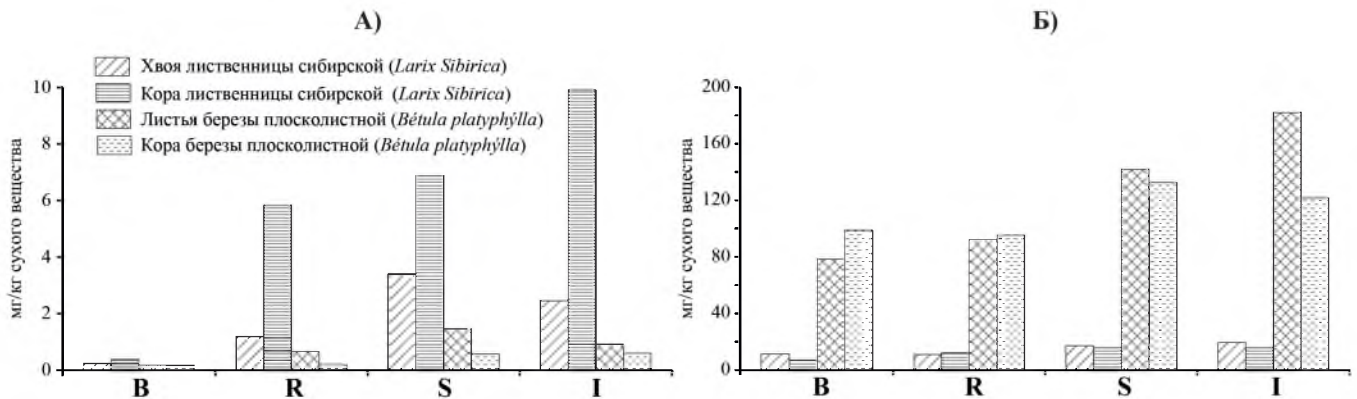 А)
Хвоя лиственницы сибирской (Larix Sibirica)
Кора лиственницы сибирской (Larix Sibirica)
Листья березы плосколистной (Bétula platyphýlla)
Кора березы плосколистной (Bétula platyphýlla)
мг/кг сухого вещества
10
8
6
4
2
0
B R S I
Б)
мг/кг сухого вещества
200
160
120
80
40
0
B R S I